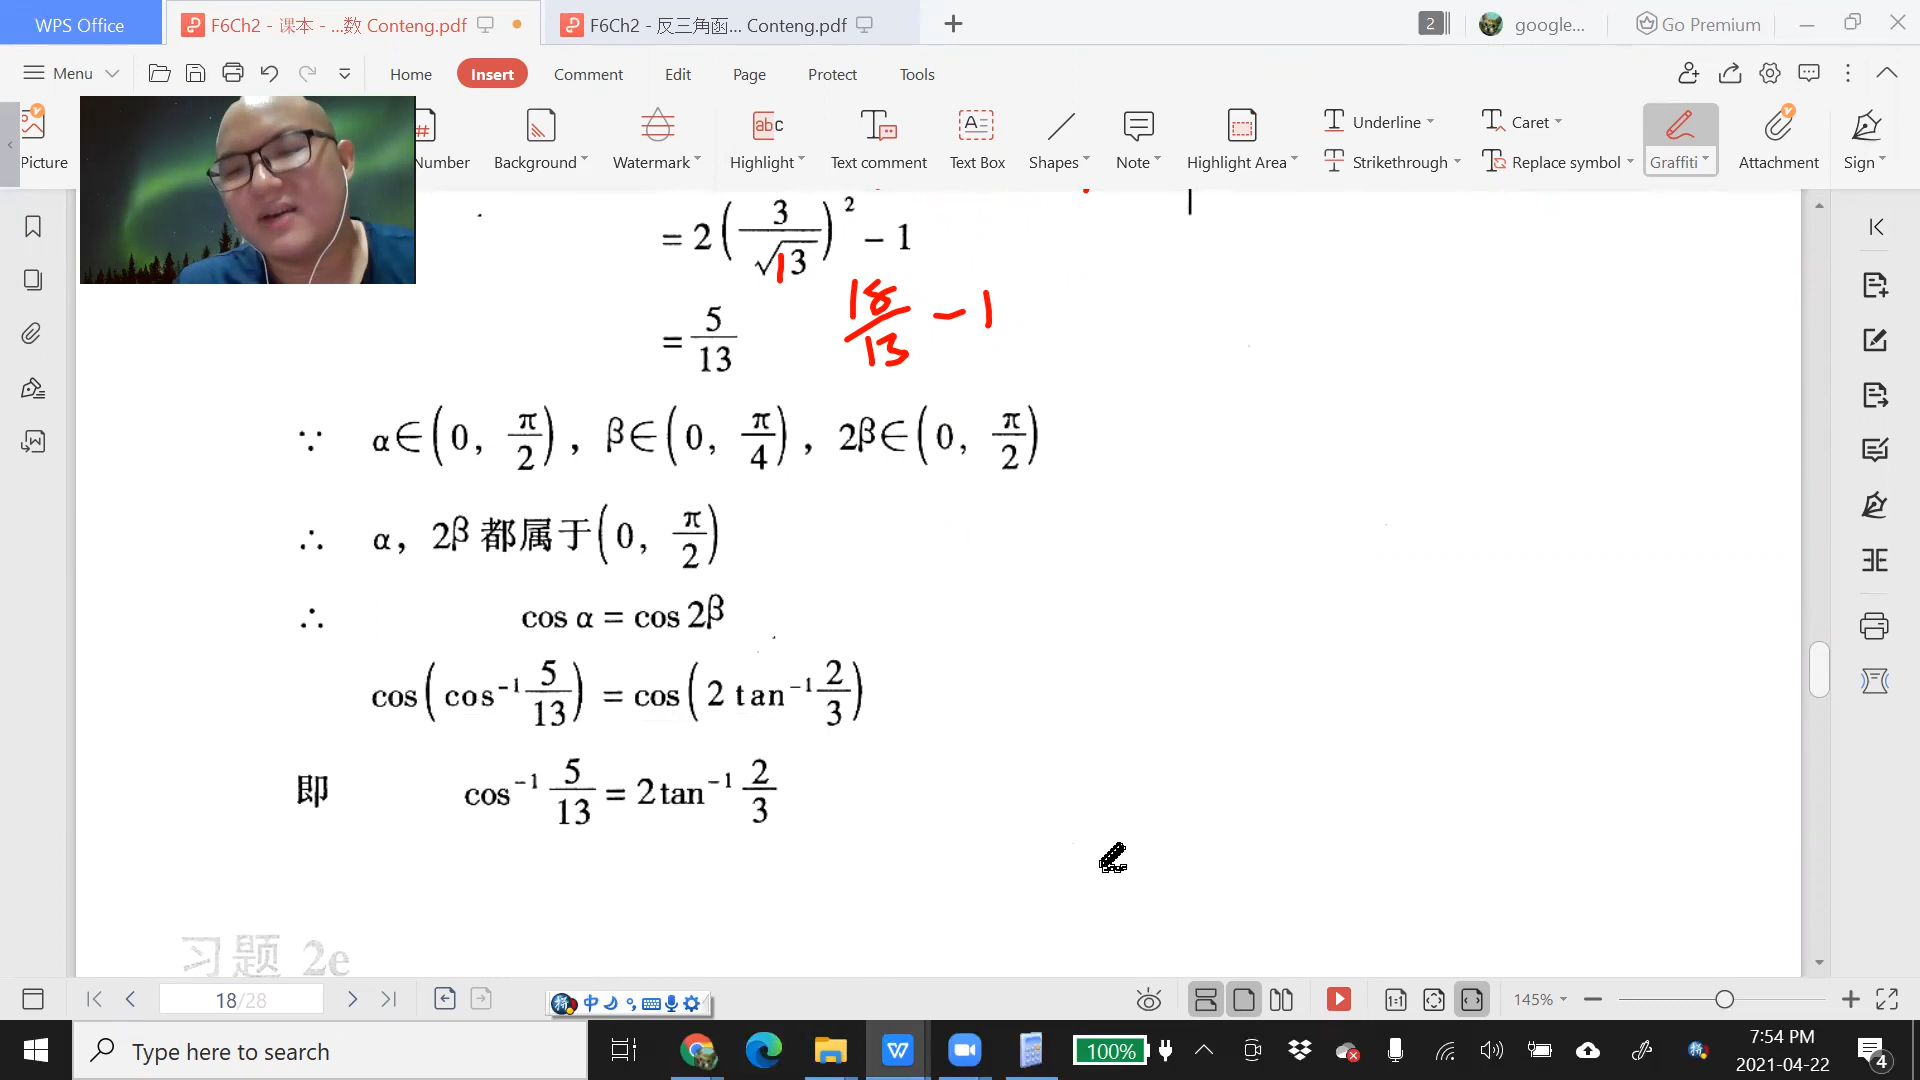 WPS Office
F6Ch2 - 课本 - ...数 Conteng.pdf
F6Ch2 - 反三角函... Conteng.pdf
2
google...
Go Premium
Menu
Home
Insert
Comment
Edit
Page
Protect
Tools
Picture
Number
Background
Watermark
Highlight
Text comment
Text Box
Shapes
Note
Highlight Area
Underline
Strikethrough
Caret
Replace symbol
Graffiti
Attachment
Sign
= 2(3/√13)² − 1
= 5/13
18/13 − 1
∵ α∈(0, π/2), β∈(0, π/4), 2β∈(0, π/2)
∴ α, 2β 都属于(0, π/2)
∴ cos α = cos 2β
cos(cos⁻¹ 5/13) = cos(2 tan⁻¹ 2/3)
即 cos⁻¹ 5/13 = 2tan⁻¹ 2/3
习题 2e
18/28
中
145%
Type here to search
100%
7:54 PM
2021-04-22
4